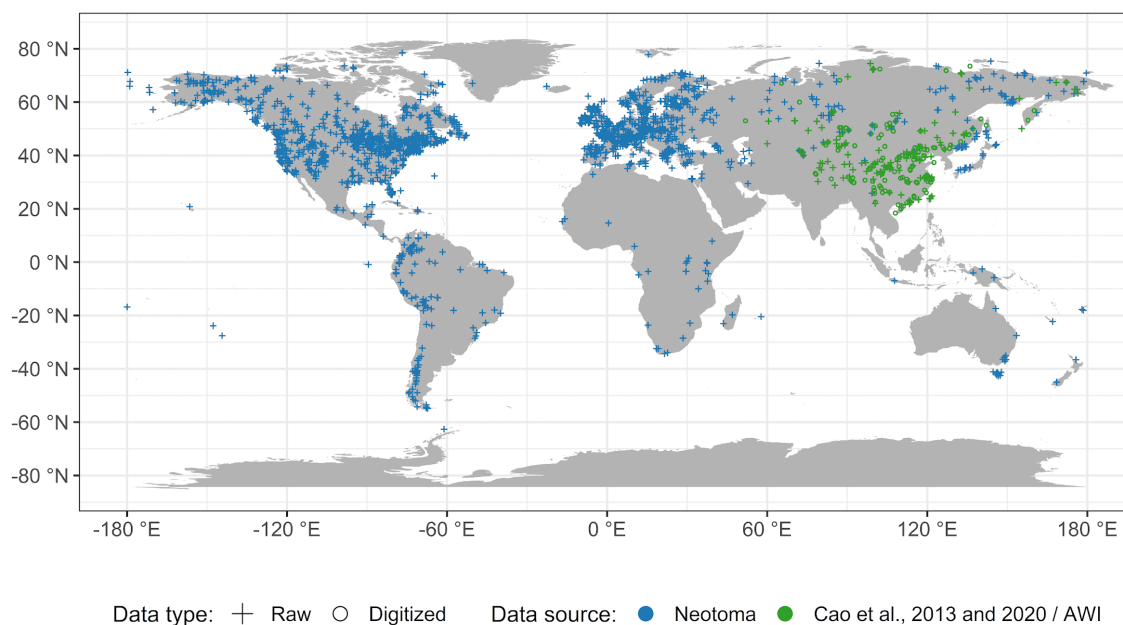 80 °N
60 °N
40 °N
20 °N
0 °N
-20 °N
-40 °N
-60 °N
-80 °N
-180 °E -120 °E -60 °E 0 °E 60 °E 120 °E 180 °E
Data type: Raw Digitized Data source: Neotoma Cao et al., 2013 and 2020 / AWI